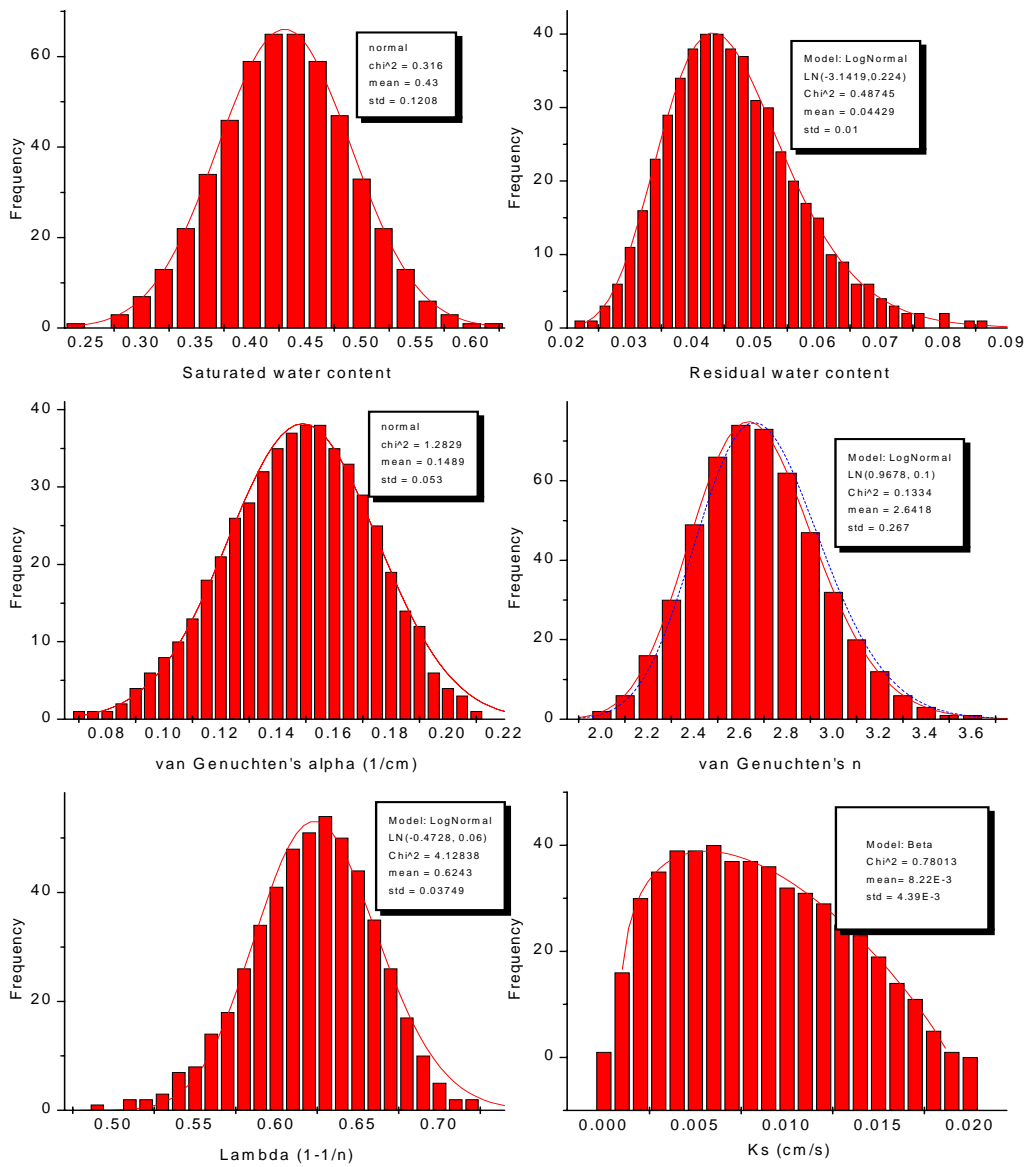 Frequency
60
40
20
0
normal
chi^2 = 0.316
mean = 0.43
std = 0.1208
0.25 0.30 0.35 0.40 0.45 0.50 0.55 0.60
Saturated water content
Frequency
40
30
20
10
0
Model: LogNormal
LN(-3.1419,0.224)
Chi^2 = 0.48745
mean = 0.04429
std = 0.01
0.02 0.03 0.04 0.05 0.06 0.07 0.08 0.09
Residual water content
Frequency
40
30
20
10
0
normal
chi^2 = 1.2829
mean = 0.1489
std = 0.053
0.08 0.10 0.12 0.14 0.16 0.18 0.20 0.22
van Genuchten's alpha (1/cm)
Frequency
60
40
20
0
Model: LogNormal
LN(0.9678, 0.1)
Chi^2 = 0.1334
mean = 2.6418
std = 0.267
2.0 2.2 2.4 2.6 2.8 3.0 3.2 3.4 3.6
van Genuchten's n
Frequency
40
20
0
Model: LogNormal
LN(-0.4728, 0.06)
Chi^2 = 4.12838
mean = 0.6243
std = 0.03749
0.50 0.55 0.60 0.65 0.70
Lambda (1-1/n)
Frequency
40
20
0
Model: Beta
Chi^2 = 0.78013
mean= 8.22E-3
std = 4.39E-3
0.000 0.005 0.010 0.015 0.020
Ks (cm/s)